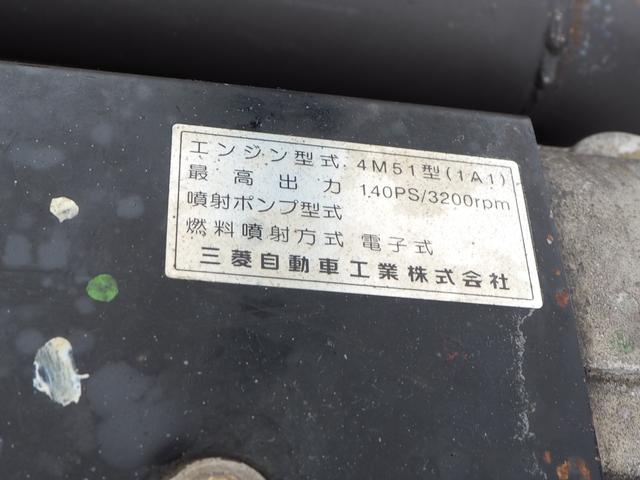 エンジン型式 4M51型(1A1)
最高出力 140PS/3200rpm
噴射ポンプ型式
燃料噴射方式 電子式
三菱自動車工業株式会社